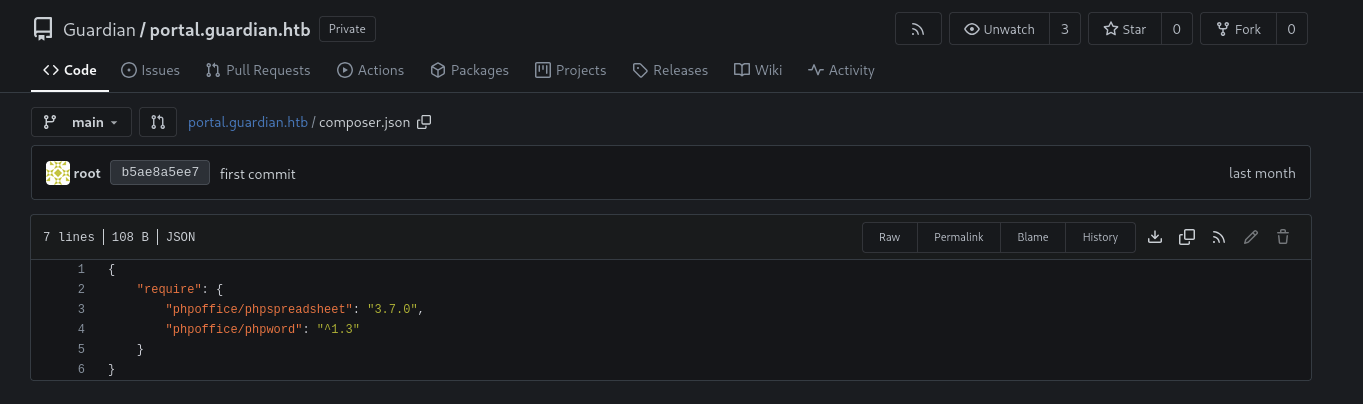 Guardian / portal.guardian.htb Private Unwatch 3 Star 0 Fork 0
Code Issues Pull Requests Actions Packages Projects Releases Wiki Activity
main portal.guardian.htb / composer.json
root b5ae8a5ee7 first commit last month
7 lines | 108 B | JSON Raw Permalink Blame History
1 {
2     "require": {
3         "phpoffice/phpspreadsheet": "3.7.0",
4         "phpoffice/phpword": "^1.3"
5     }
6 }